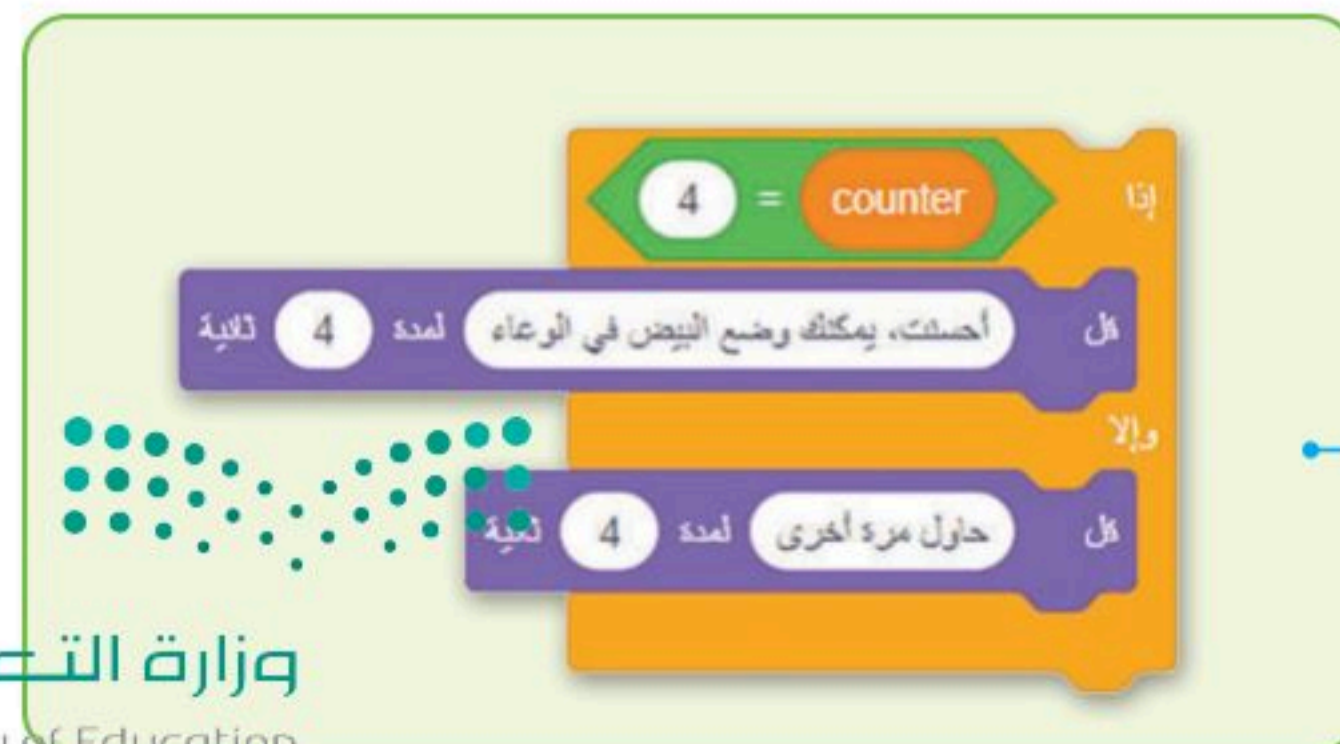 إذا counter = 4
قل أحسنت، يمكنك وضع البيض في الوعاء لمدة 4 ثانية
وإلا
قل حاول مرة أخرى لمدة 4 ثانية
وزارة التـ
of Education